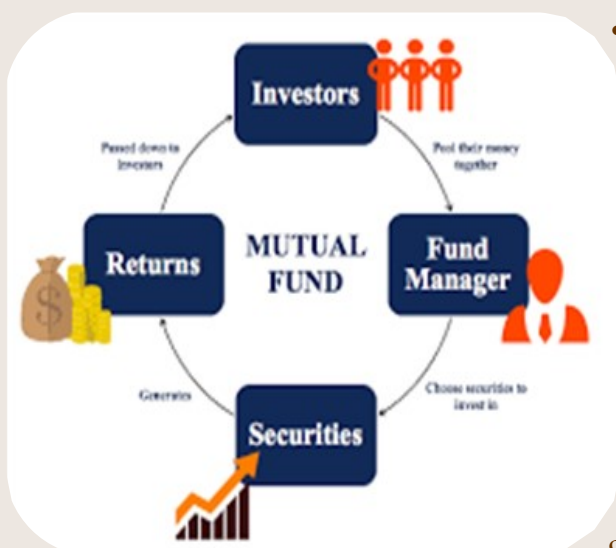 Investors
Passed down to
investors
Pool their money
together
Returns
MUTUAL
FUND
Fund
Manager
Generates
Choose securities to
invest in
Securities
$